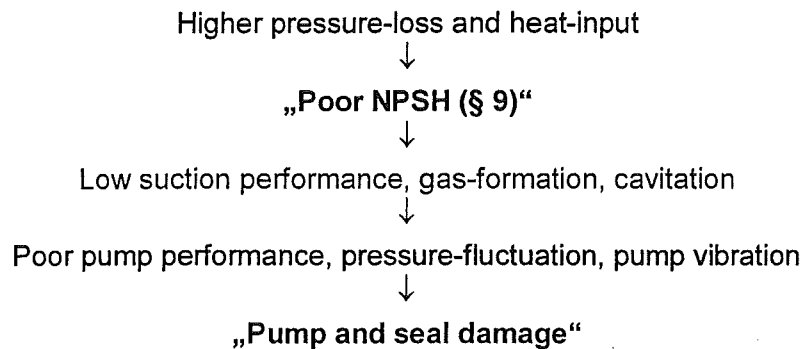 Higher pressure-loss and heat-input
↓
„Poor NPSH (§ 9)“
↓
Low suction performance, gas-formation, cavitation
↓
Poor pump performance, pressure-fluctuation, pump vibration
↓
„Pump and seal damage“